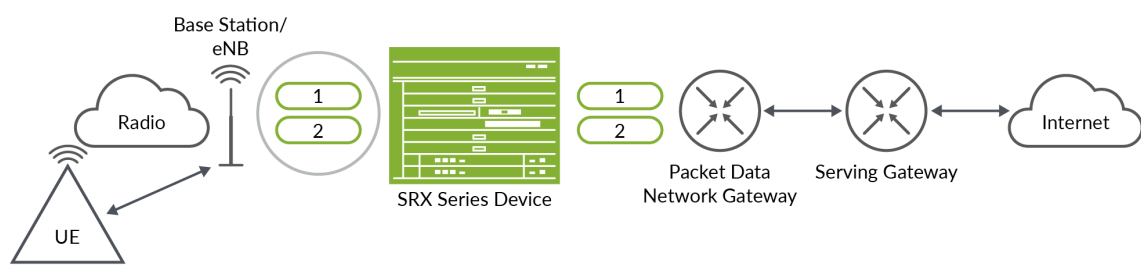 Base Station/
eNB
Radio
UE
1
2
SRX Series Device
1
2
Packet Data
Network Gateway
Serving Gateway
Internet